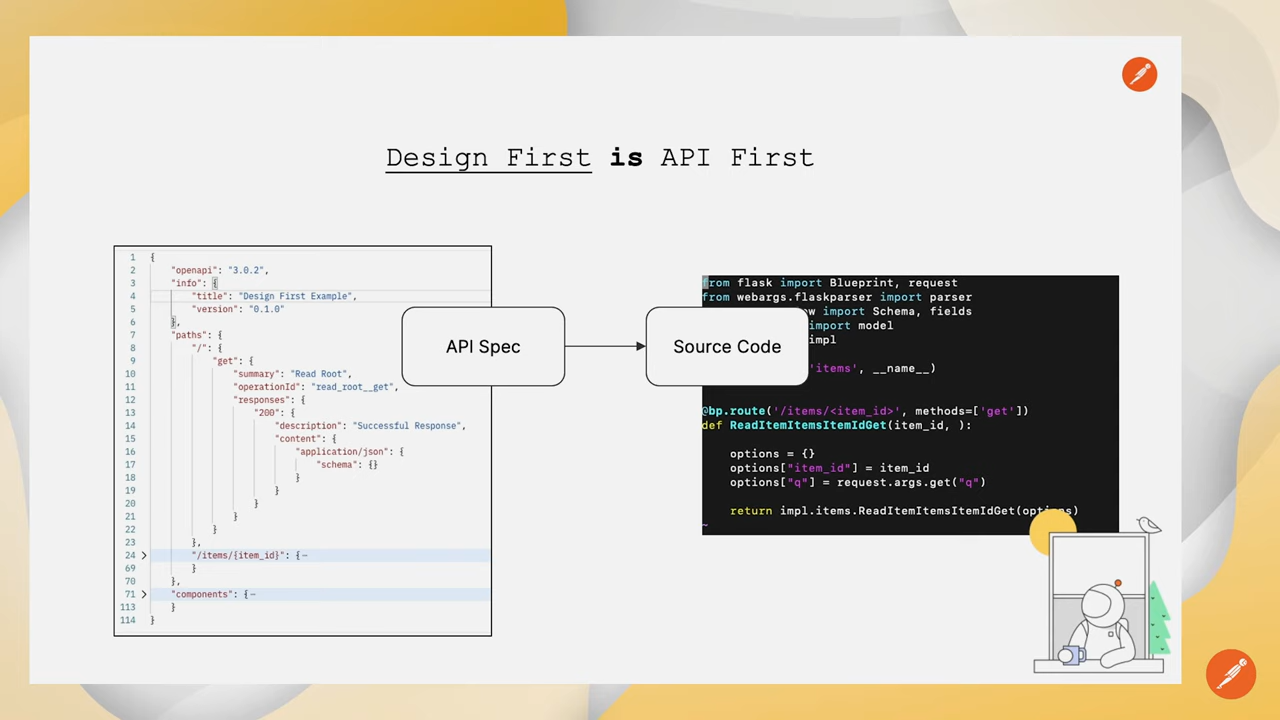 Design First is API First
1 {
2 "openapi": "3.0.2",
3 "info": {
4 "title": "Design First Example",
5 "version": "0.1.0"
6 },
7 "paths": {
8 "/": {
9 "get": {
10 "summary": "Read Root",
11 "operationId": "read_root__get",
12 "responses": {
13 "200": {
14 "description": "Successful Response",
15 "content": {
16 "application/json": {
17 "schema": {}
18 }
19 }
20 }
21 }
22 }
23 },
24 "/items/{item_id}": {
69 }
70 },
71 "components": {
113 }
114 }
API Spec
Source Code
from flask import Blueprint, request
from webargs.flaskparser import parser
import Schema, fields
import model
impl
'items', __name__)
@bp.route('/items/<item_id>', methods=['get'])
def ReadItemItemsItemIdGet(item_id, ):
options = {}
options["item_id"] = item_id
options["q"] = request.args.get("q")
return impl.items.ReadItemItemsItemIdGet(options)
~